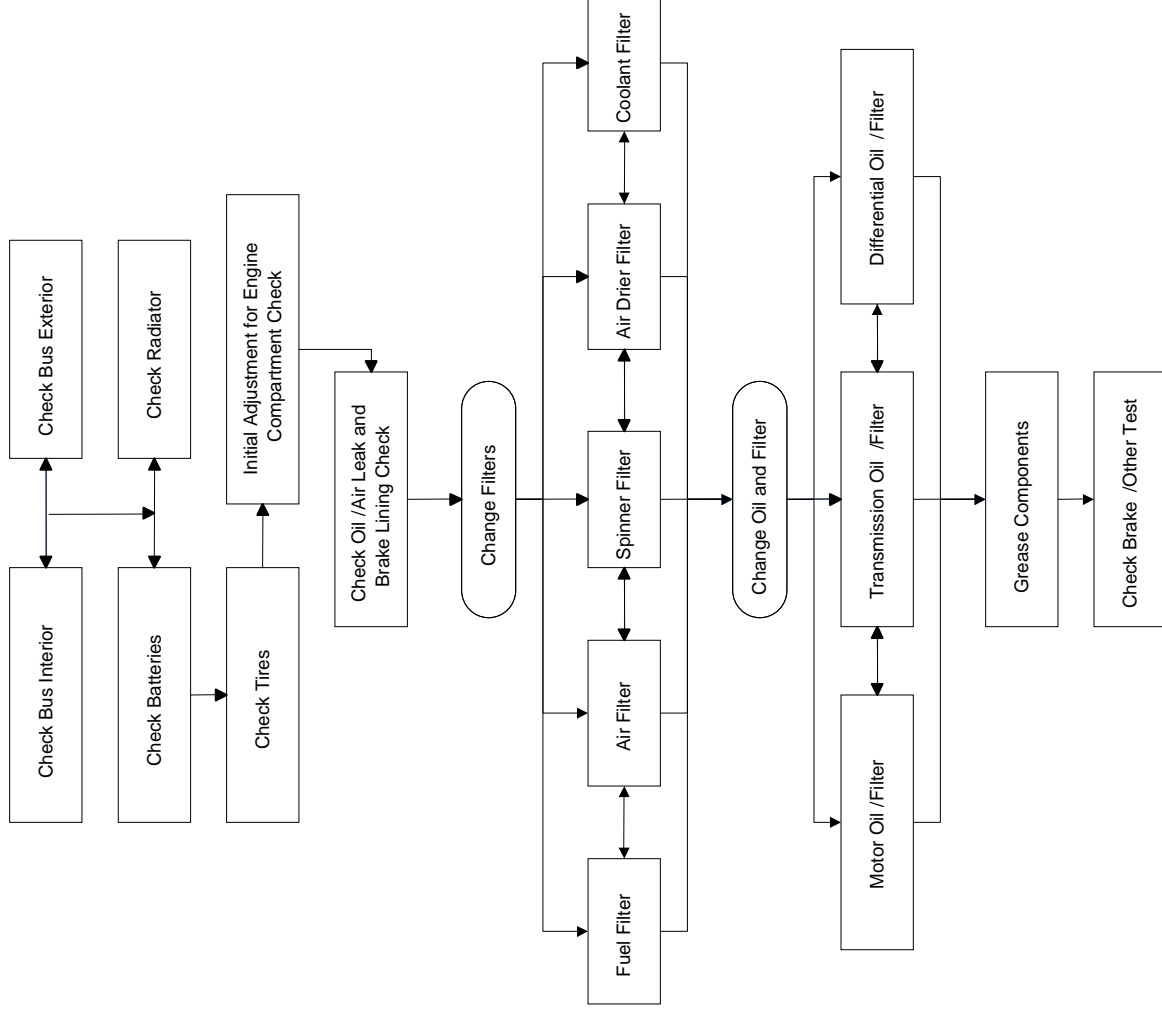 Check Bus Interior
Check Bus Exterior
Check Batteries
Check Radiator
Check Tires
Initial Adjustment for Engine
Compartment Check
Check Oil /Air Leak and
Brake Lining Check
Change Filters
Fuel Filter
Air Filter
Spinner Filter
Air Drier Filter
Coolant Filter
Change Oil and Filter
Motor Oil /Filter
Transmission Oil /Filter
Differential Oil /Filter
Grease Components
Check Brake /Other Test